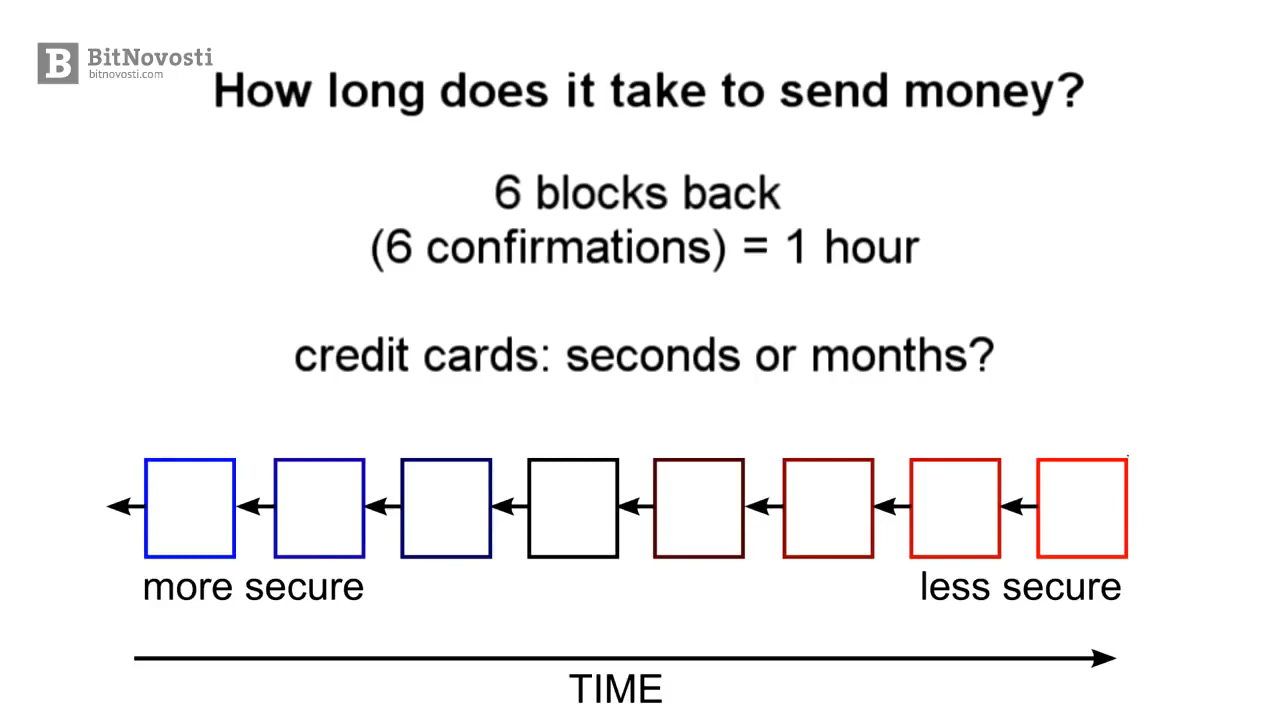 B BitNovosti
bitnovosti.com
How long does it take to send money?
6 blocks back
(6 confirmations) = 1 hour
credit cards: seconds or months?
more secure
less secure
TIME